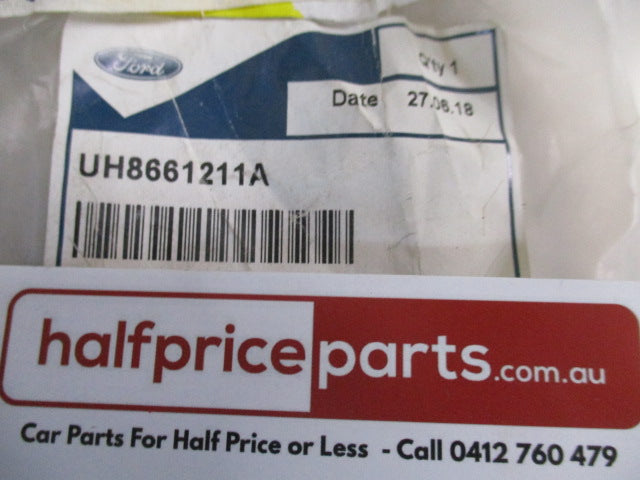 Ford
Qty 1
Date 27.08.18
UH8661211A
halfpriceparts.com.au
Car Parts For Half Price or Less - Call 0412 760 479